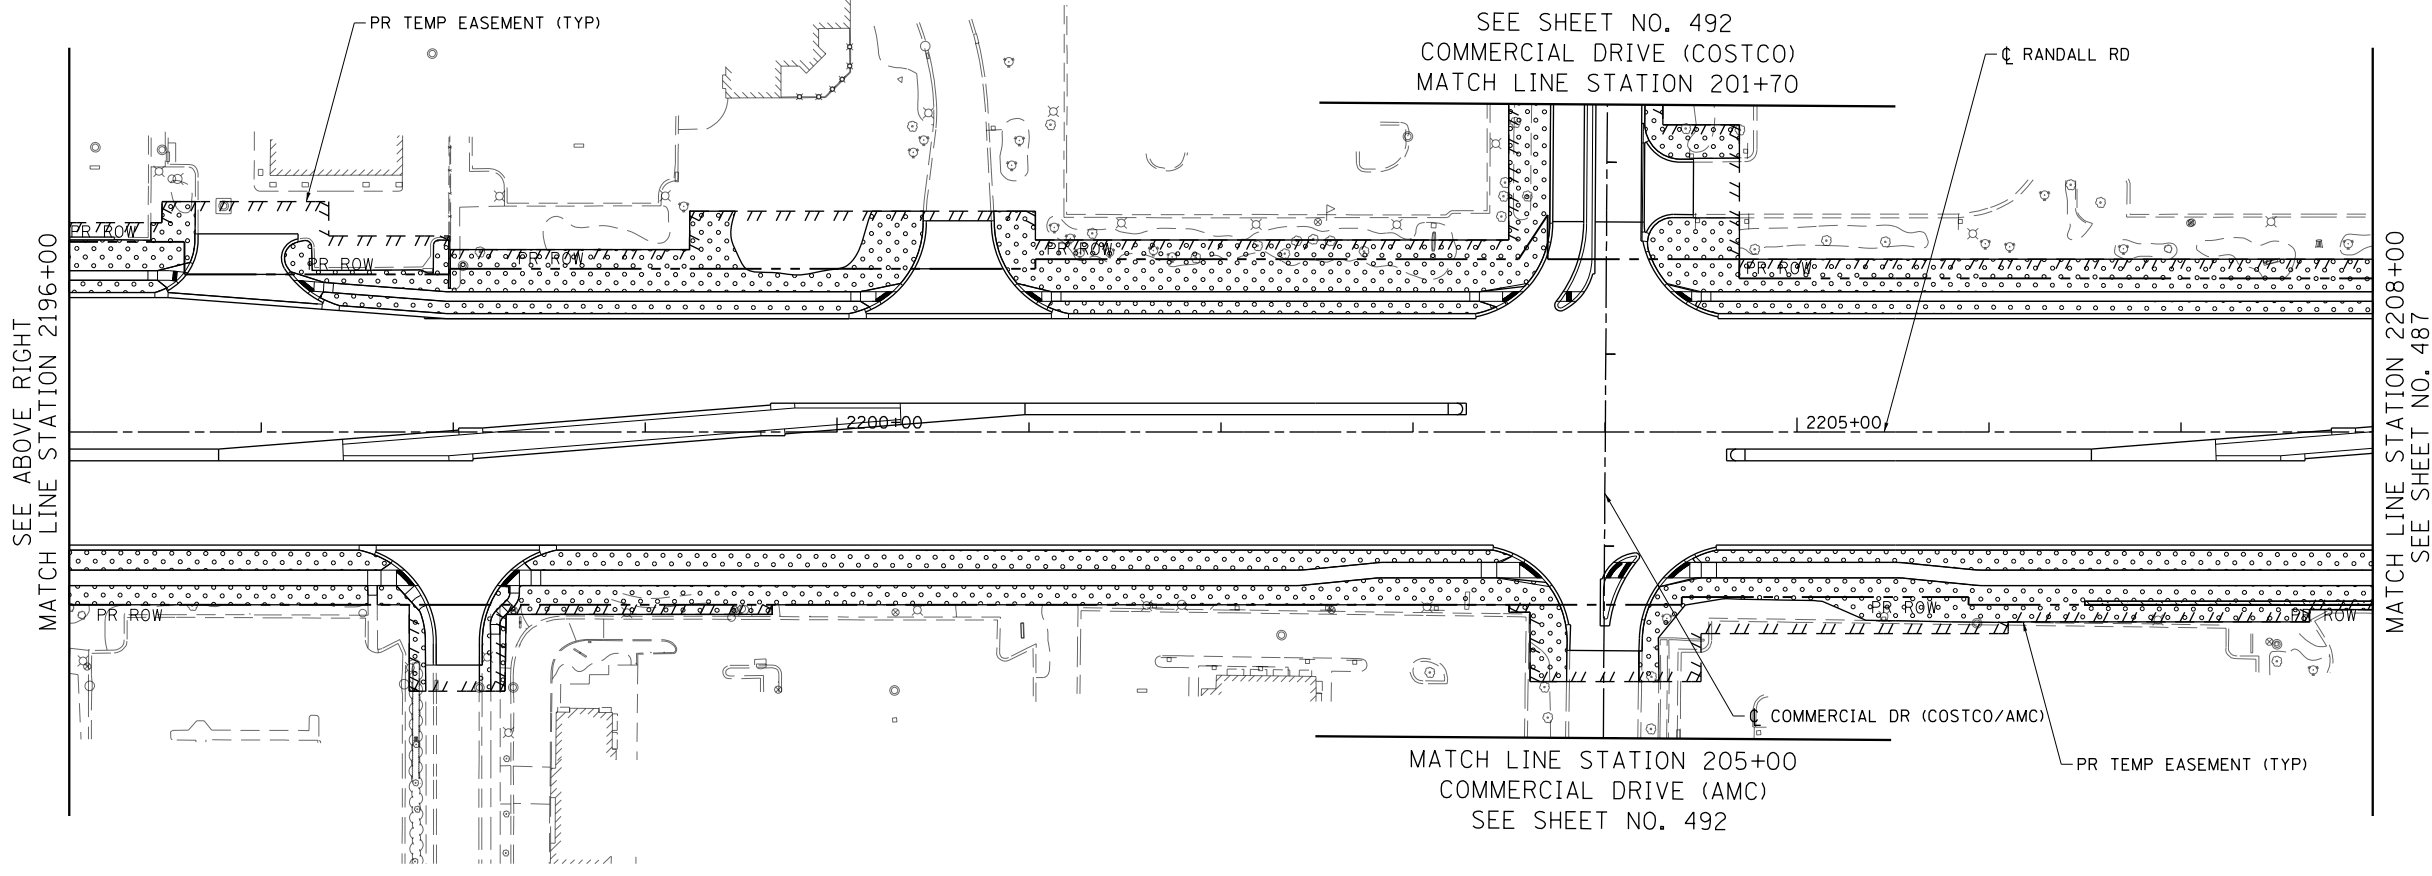 PR TEMP EASEMENT (TYP)
SEE SHEET NO. 492
COMMERCIAL DRIVE (COSTCO)
MATCH LINE STATION 201+70
℄ RANDALL RD
PR ROW
PR ROW
PR ROW
PR ROW
PR ROW
SEE ABOVE RIGHT
MATCH LINE STATION 2196+00
2200+00
2205+00
MATCH LINE STATION 2208+00
SEE SHEET NO. 487
PR ROW
PR ROW
PR ROW
℄ COMMERCIAL DR (COSTCO/AMC)
PR TEMP EASEMENT (TYP)
MATCH LINE STATION 205+00
COMMERCIAL DRIVE (AMC)
SEE SHEET NO. 492